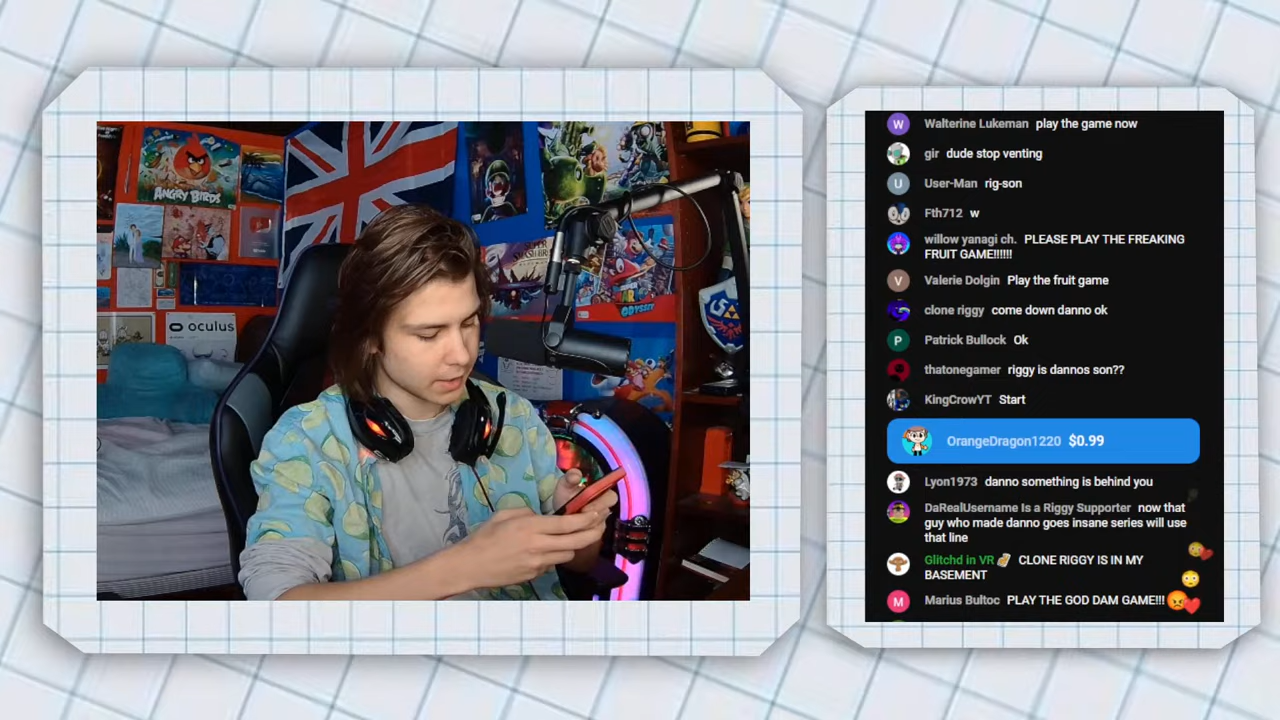 ANGRY BIRDS
oculus
SMASH BR
SUPER MARIO
ODYSSEY
W Walterine Lukeman play the game now
gir dude stop venting
U User-Man rig-son
Fth712 w
willow yanagi ch. PLEASE PLAY THE FREAKING
FRUIT GAME!!!!!!
V Valerie Dolgin Play the fruit game
clone riggy come down danno ok
P Patrick Bullock Ok
thatonegamer riggy is dannos son??
KingCrowYT Start
OrangeDragon1220 $0.99
Lyon1973 danno something is behind you
DaRealUsername Is a Riggy Supporter now that
guy who made danno goes insane series will use
that line
Glitchd in VR CLONE RIGGY IS IN MY
BASEMENT
M Marius Bultoc PLAY THE GOD DAM GAME!!!